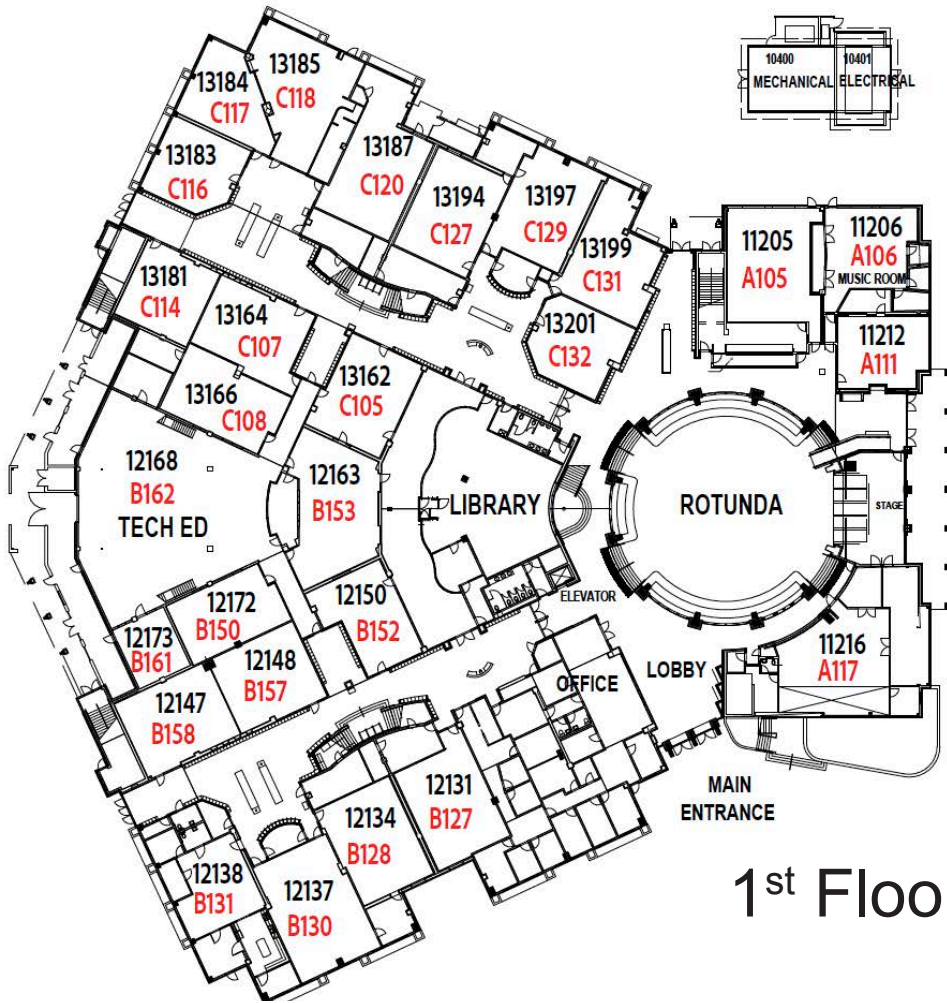 10400
MECHANICAL
10401
ELECTRICAL
13185
C118
13184
C117
13183
C116
13187
C120
13194
C127
13197
C129
13199
C131
13201
C132
11205
A105
11206
A106
MUSIC ROOM
11212
A111
13181
C114
13164
C107
13166
C108
13162
C105
12168
B162
TECH ED
12163
B153
LIBRARY
ROTUNDA
STAGE
ELEVATOR
12150
B152
12172
B150
12173
B161
12148
B157
12147
B158
OFFICE
LOBBY
11216
A117
MAIN
ENTRANCE
12131
B127
12134
B128
12138
B131
12137
B130
1st Floo